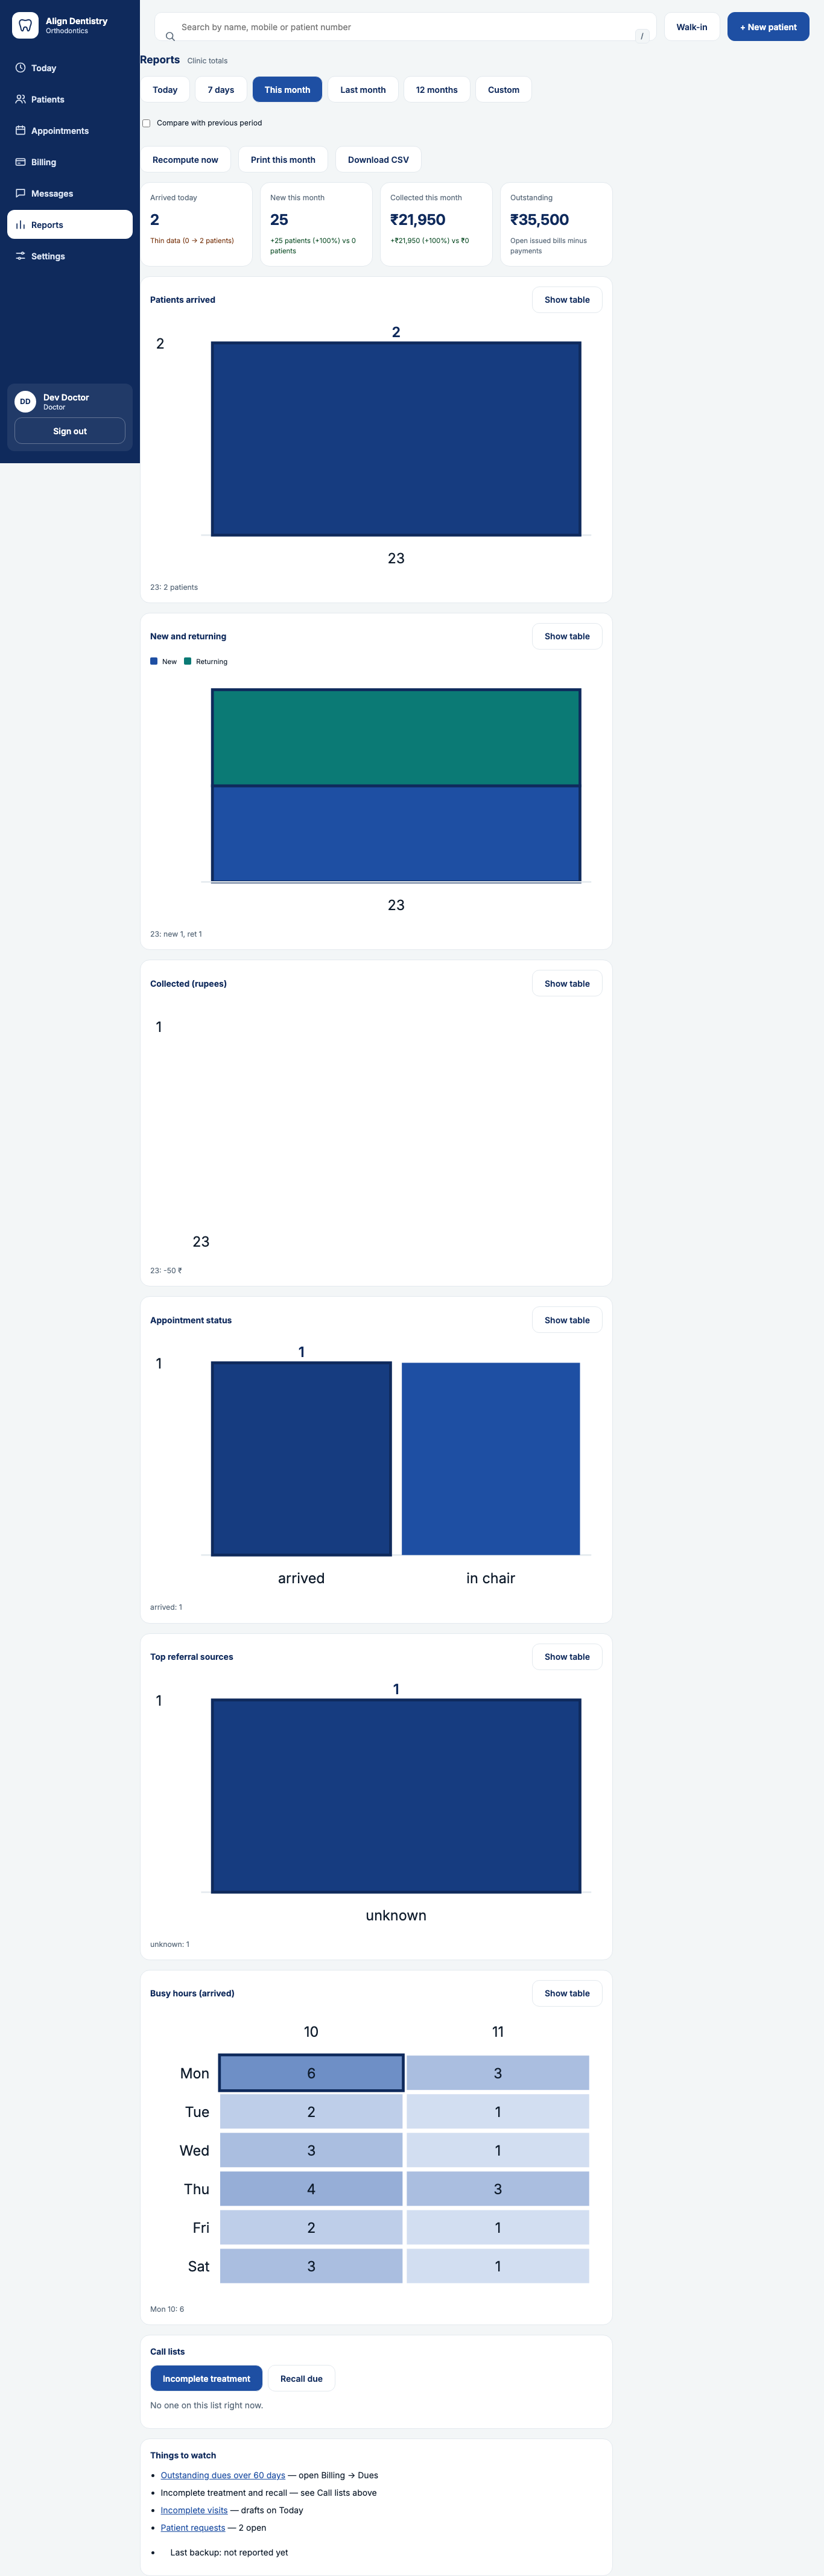 Align Dentistry
Orthodontics
Today
Patients
Appointments
Billing
Messages
Reports
Settings
DD
Dev Doctor
Doctor
Sign out
Search by name, mobile or patient number
/
Walk-in
+ New patient
Reports Clinic totals
Today 7 days This month Last month 12 months Custom
Compare with previous period
Recompute now Print this month Download CSV
Arrived today
2
Thin data (0 → 2 patients)
New this month
25
+25 patients (+100%) vs 0
patients
Collected this month
₹21,950
+₹21,950 (+100%) vs ₹0
Outstanding
₹35,500
Open issued bills minus
payments
Patients arrived
Show table
2
2
23
23: 2 patients
New and returning
Show table
New Returning
23
23: new 1, ret 1
Collected (rupees)
Show table
1
23
23: -50 ₹
Appointment status
Show table
1
1
arrived in chair
arrived: 1
Top referral sources
Show table
1
1
unknown
unknown: 1
Busy hours (arrived)
Show table
10 11
Mon 6 3
Tue 2 1
Wed 3 1
Thu 4 3
Fri 2 1
Sat 3 1
Mon 10: 6
Call lists
Incomplete treatment Recall due
No one on this list right now.
Things to watch
• Outstanding dues over 60 days — open Billing → Dues
• Incomplete treatment and recall — see Call lists above
• Incomplete visits — drafts on Today
• Patient requests — 2 open
• Last backup: not reported yet